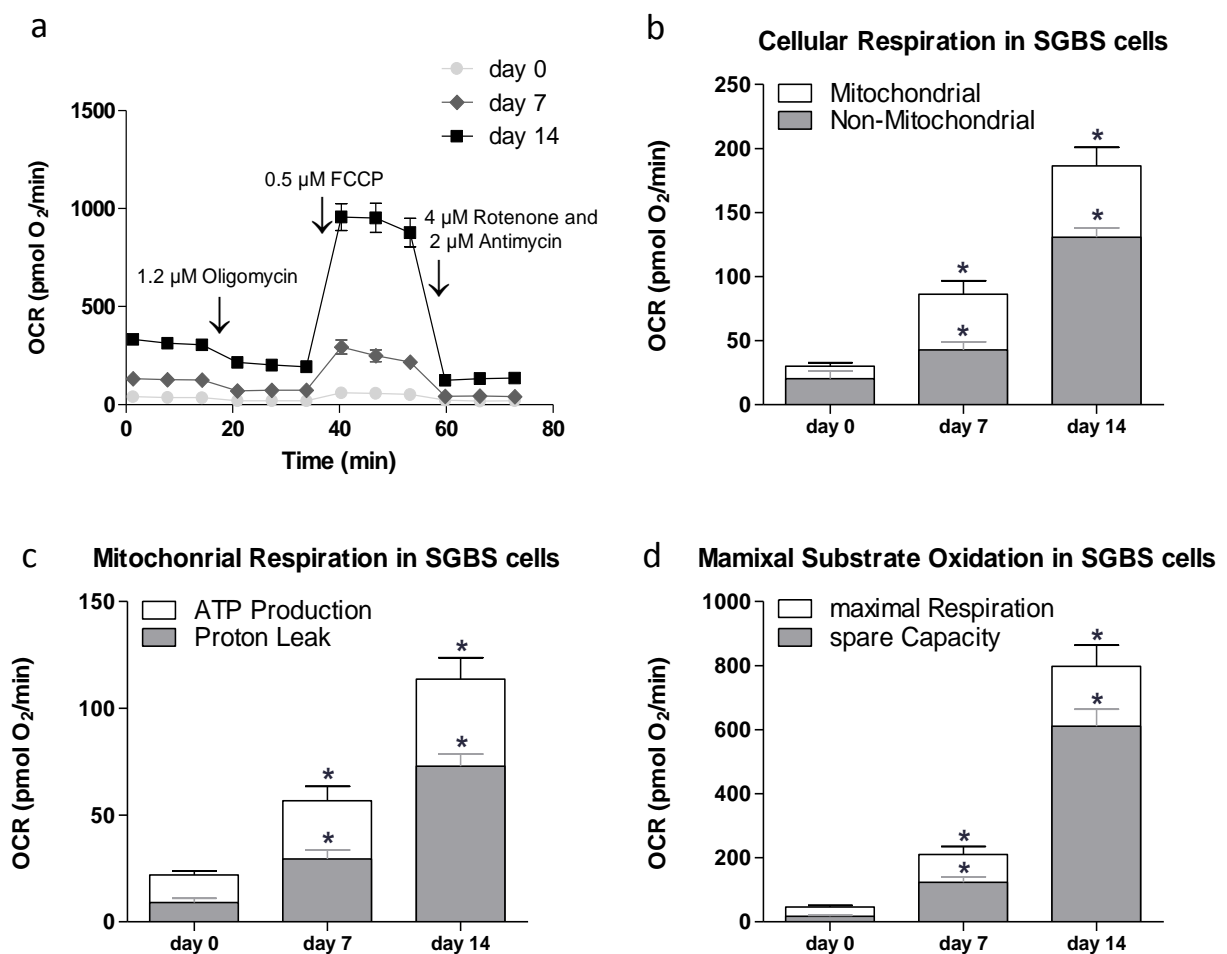 a
day 0
day 7
day 14
1500
1000
500
0
OCR (pmol O₂/min)
0.5 µM FCCP
4 µM Rotenone and
2 µM Antimycin
1.2 µM Oligomycin
0 20 40 60 80
Time (min)
b
Cellular Respiration in SGBS cells
Mitochondrial
Non-Mitochondrial
250
200
150
100
50
0
OCR (pmol O₂/min)
* *
* *
day 0 day 7 day 14
c
Mitochonrial Respiration in SGBS cells
ATP Production
Proton Leak
150
100
50
0
OCR (pmol O₂/min)
* *
* *
day 0 day 7 day 14
d
Mamixal Substrate Oxidation in SGBS cells
maximal Respiration
spare Capacity
1000
800
600
400
200
0
OCR (pmol O₂/min)
* *
* *
day 0 day 7 day 14